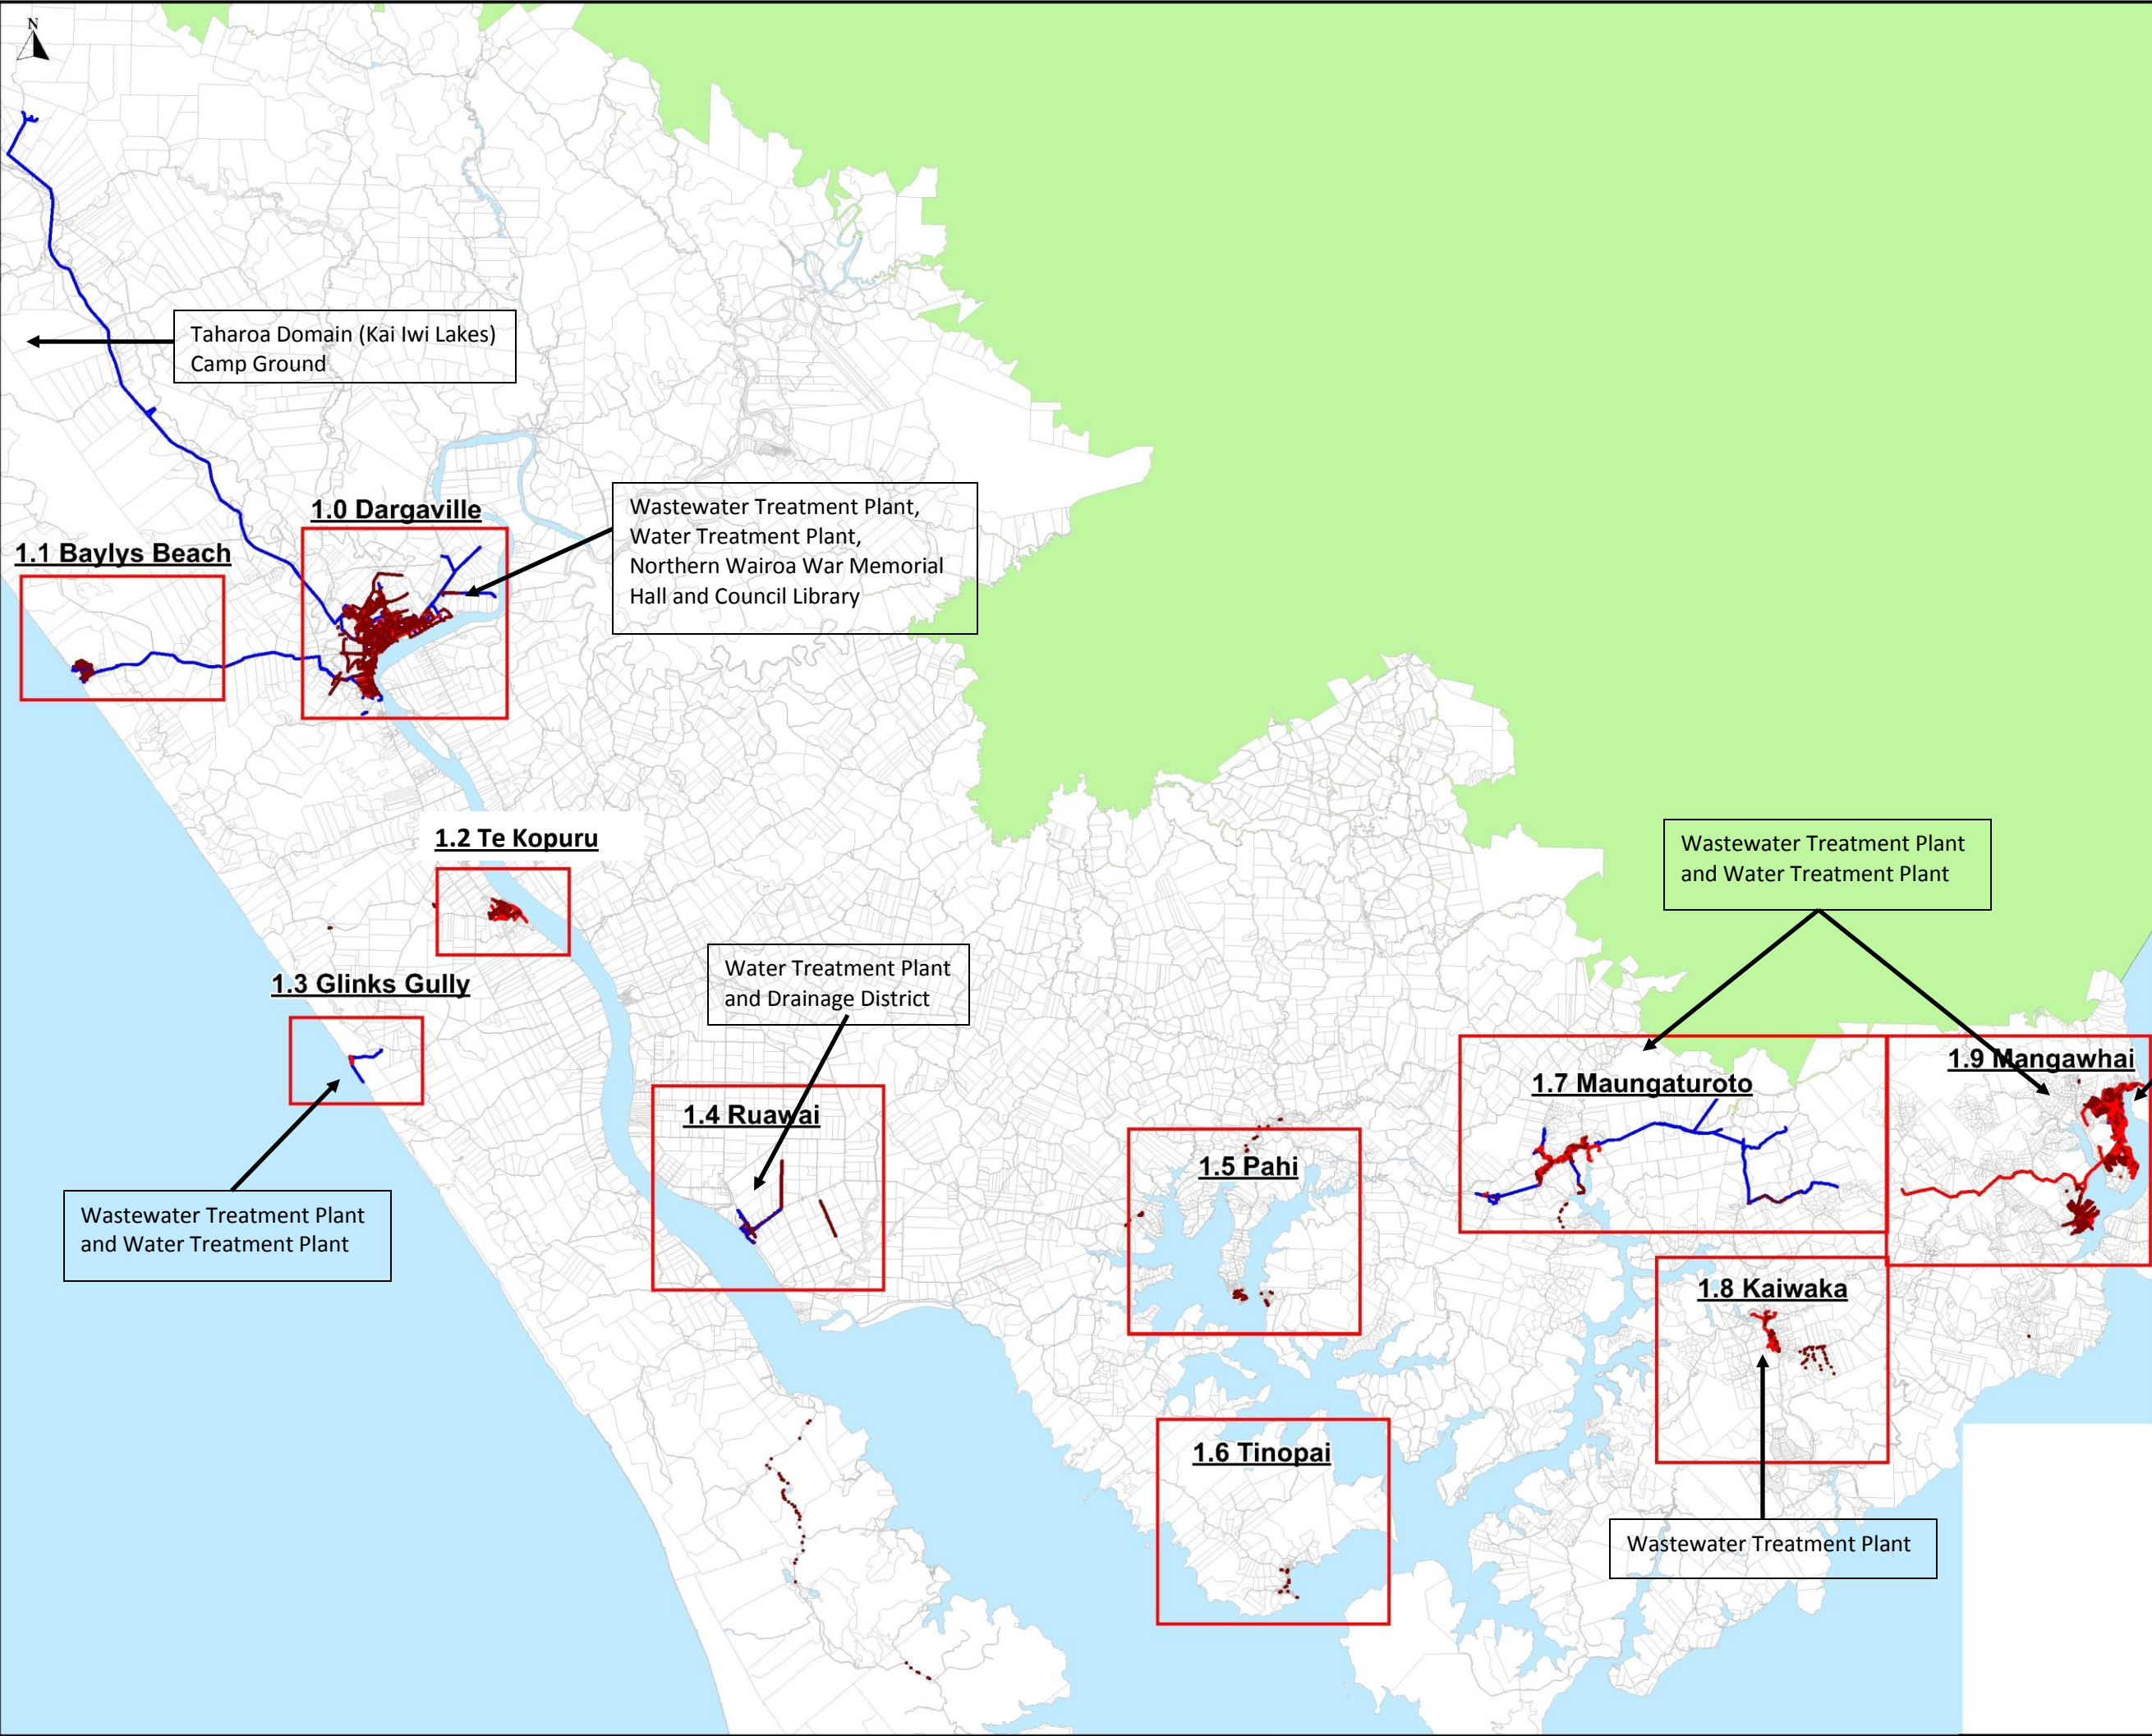 N
Taharoa Domain (Kai Iwi Lakes)
Camp Ground
1.0 Dargaville
Wastewater Treatment Plant,
Water Treatment Plant,
Northern Wairoa War Memorial
Hall and Council Library
1.1 Baylys Beach
1.2 Te Kopuru
Wastewater Treatment Plant
and Water Treatment Plant
Water Treatment Plant
and Drainage District
1.3 Glinks Gully
1.9 Mangawhai
1.7 Maungaturoto
1.4 Ruawai
1.5 Pahi
Wastewater Treatment Plant
and Water Treatment Plant
1.8 Kaiwaka
1.6 Tinopai
Wastewater Treatment Plant